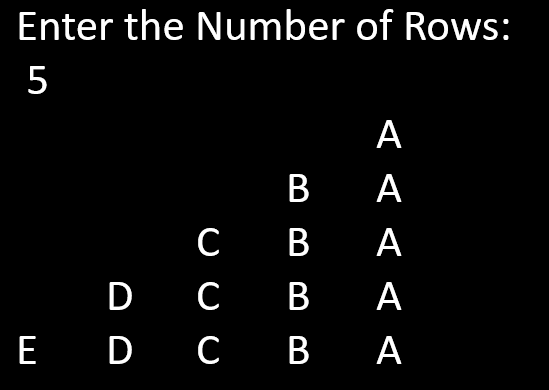 Enter the Number of Rows:
5
A
B A
C B A
D C B A
E D C B A